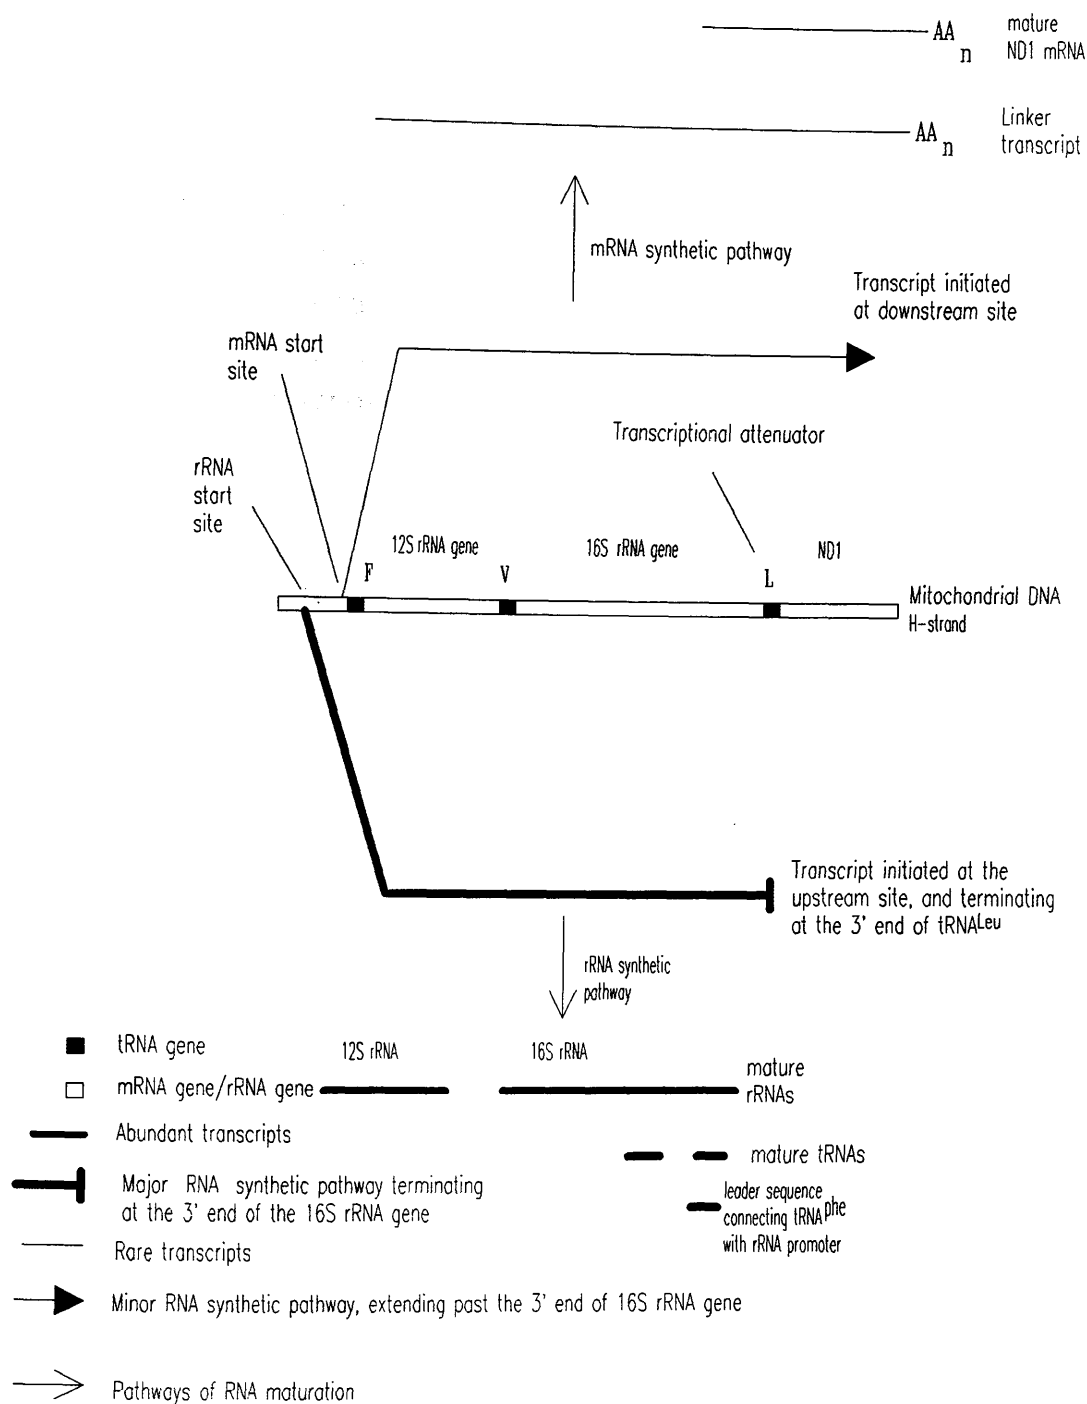 AA n
mature
ND1 mRNA
AA n
Linker
transcript
mRNA synthetic pathway
Transcript initiated
at downstream site
mRNA start
site
Transcriptional attenuator
rRNA
start
site
12S rRNA gene
16S rRNA gene
ND1
F
V
L
Mitochondrial DNA
H-strand
Transcript initiated at the
upstream site, and terminating
at the 3' end of tRNALeu
rRNA synthetic
pathway
tRNA gene
12S rRNA
16S rRNA
mature
rRNAs
mRNA gene/rRNA gene
Abundant transcripts
mature tRNAs
Major RNA synthetic pathway terminating
at the 3' end of the 16S rRNA gene
leader sequence
connecting tRNAphe
with rRNA promoter
Rare transcripts
Minor RNA synthetic pathway, extending past the 3' end of 16S rRNA gene
Pathways of RNA maturation